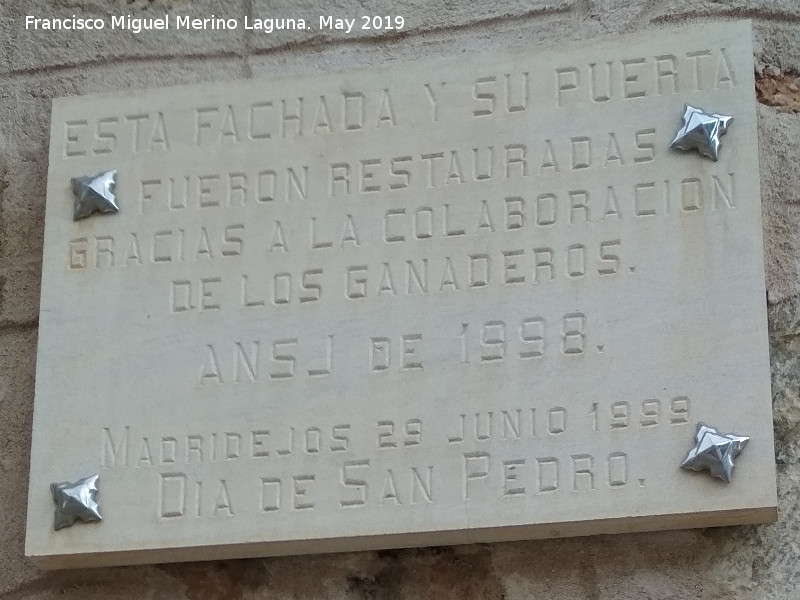 Francisco Miguel Merino Laguna. May 2019
ESTA FACHADA Y SU PUERTA
FUERON RESTAURADAS
GRACIAS A LA COLABORACION
DE LOS GANADEROS.
ANSJ DE 1998.
MADRIDEJOS 29 JUNIO 1999
DIA DE SAN PEDRO.